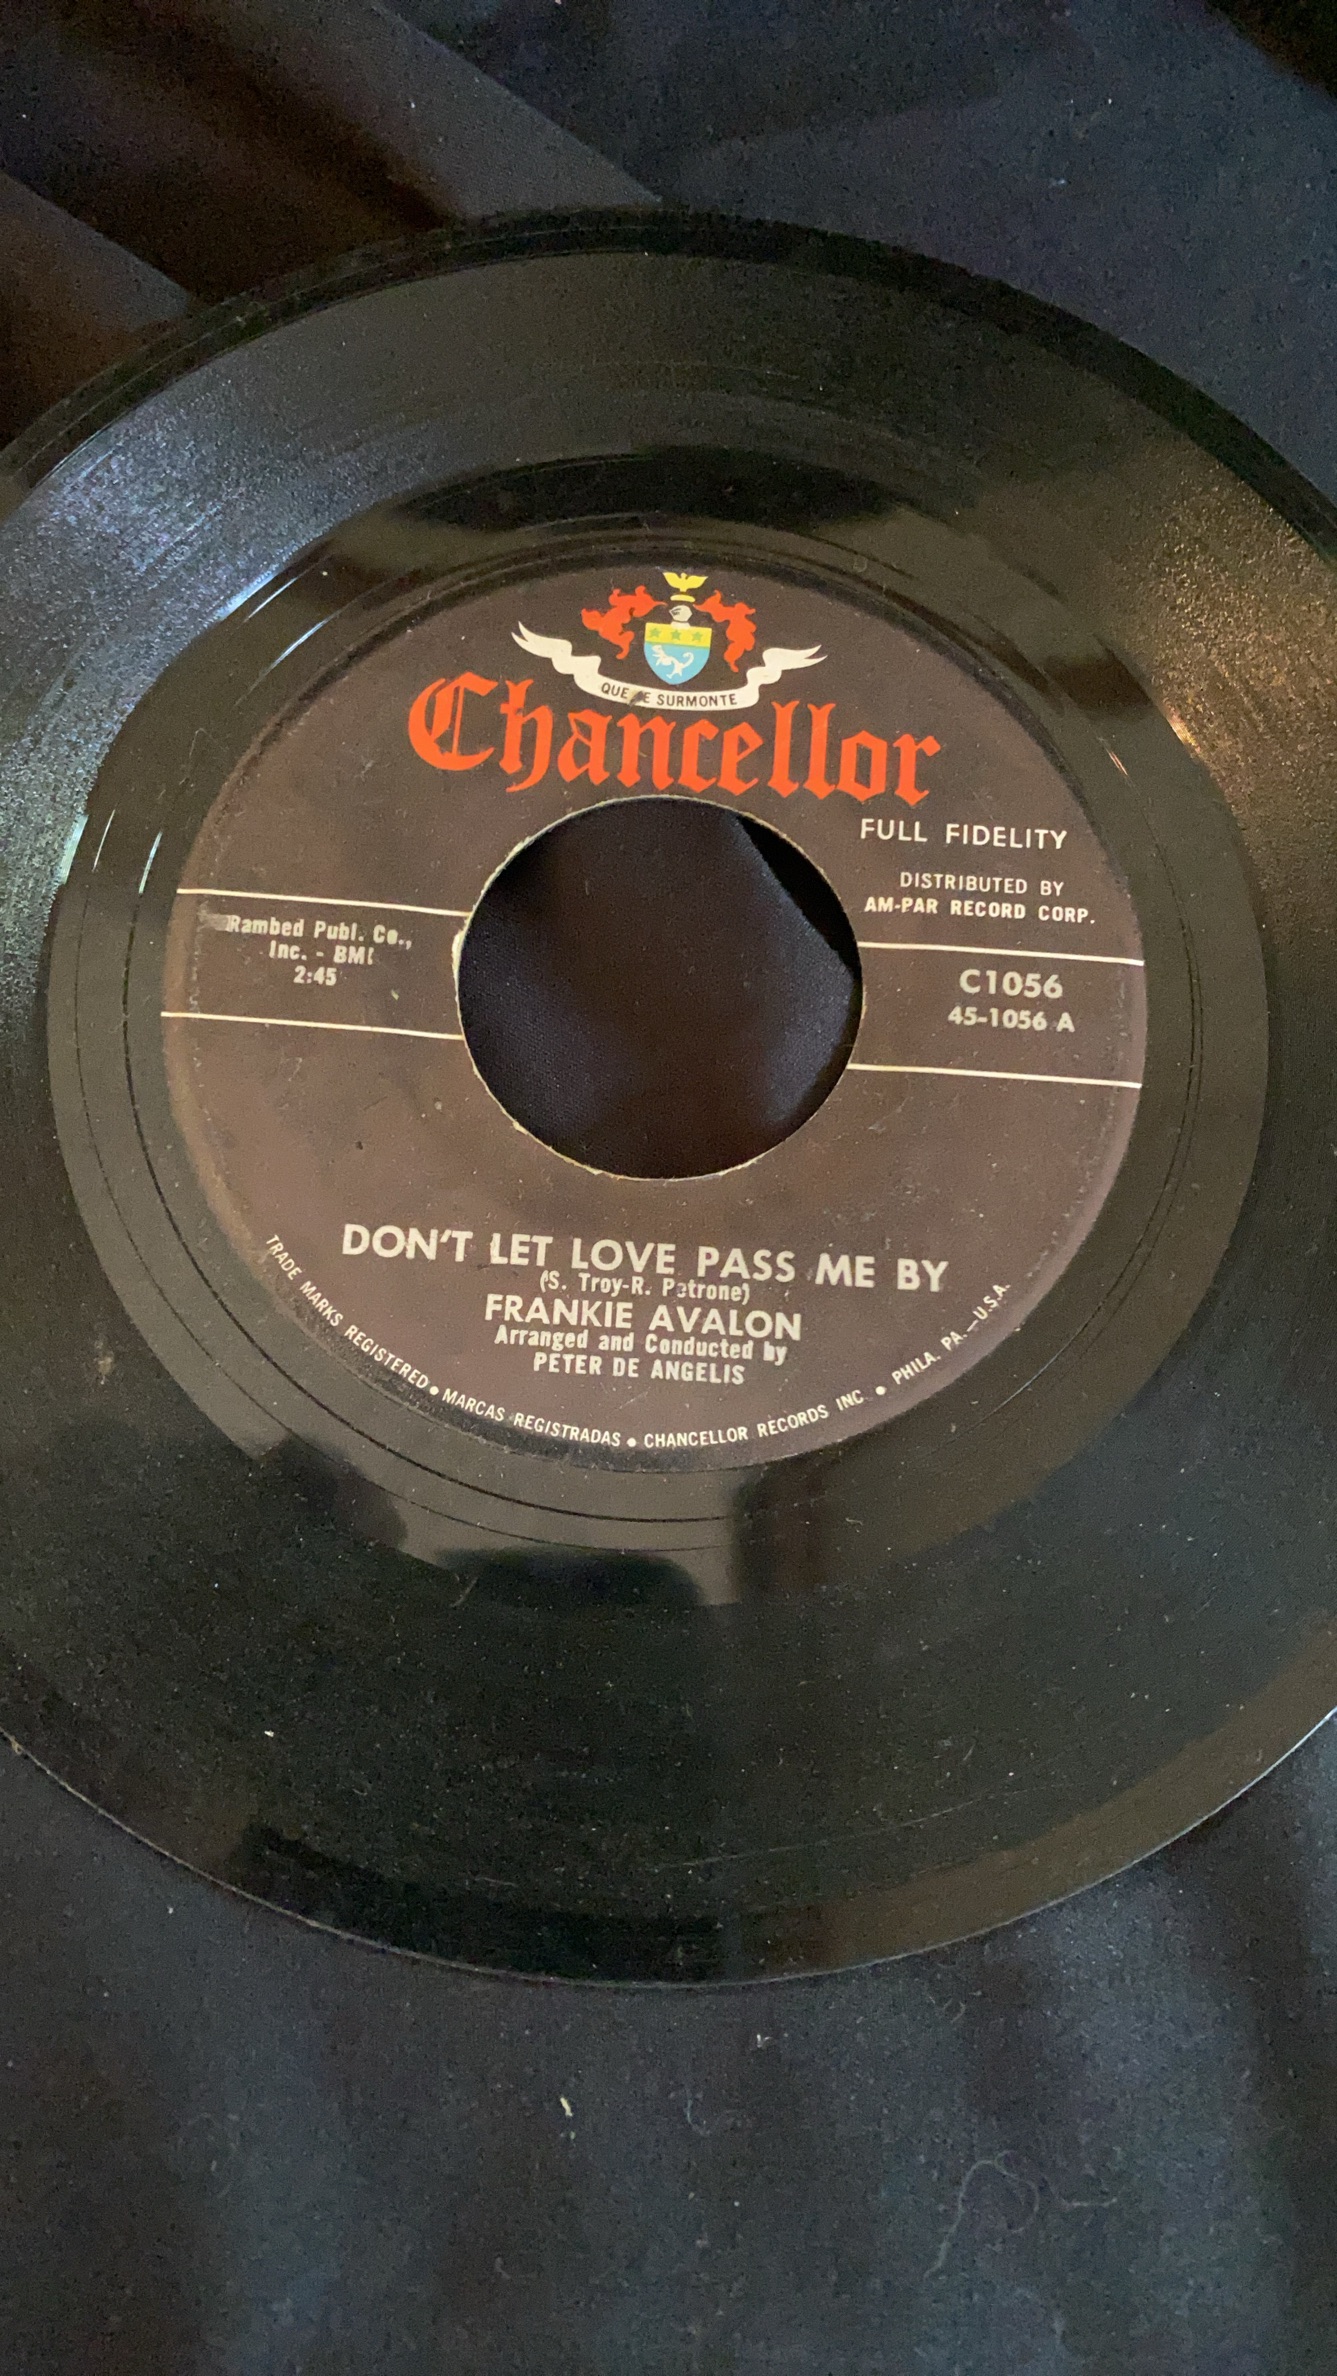 QUE SURMONTE
Chancellor
FULL FIDELITY
DISTRIBUTED BY
AM-PAR RECORD CORP.
Rambed Publ. Co.,
Inc. - BMI
2:45
C1056
45-1056 A
DON'T LET LOVE PASS ME BY
(S. Troy-R. Petrone)
FRANKIE AVALON
Arranged and Conducted by
PETER DE ANGELIS
TRADE MARKS REGISTERED • MARCAS REGISTRADAS • CHANCELLOR RECORDS INC. • PHILA. PA. — U.S.A.